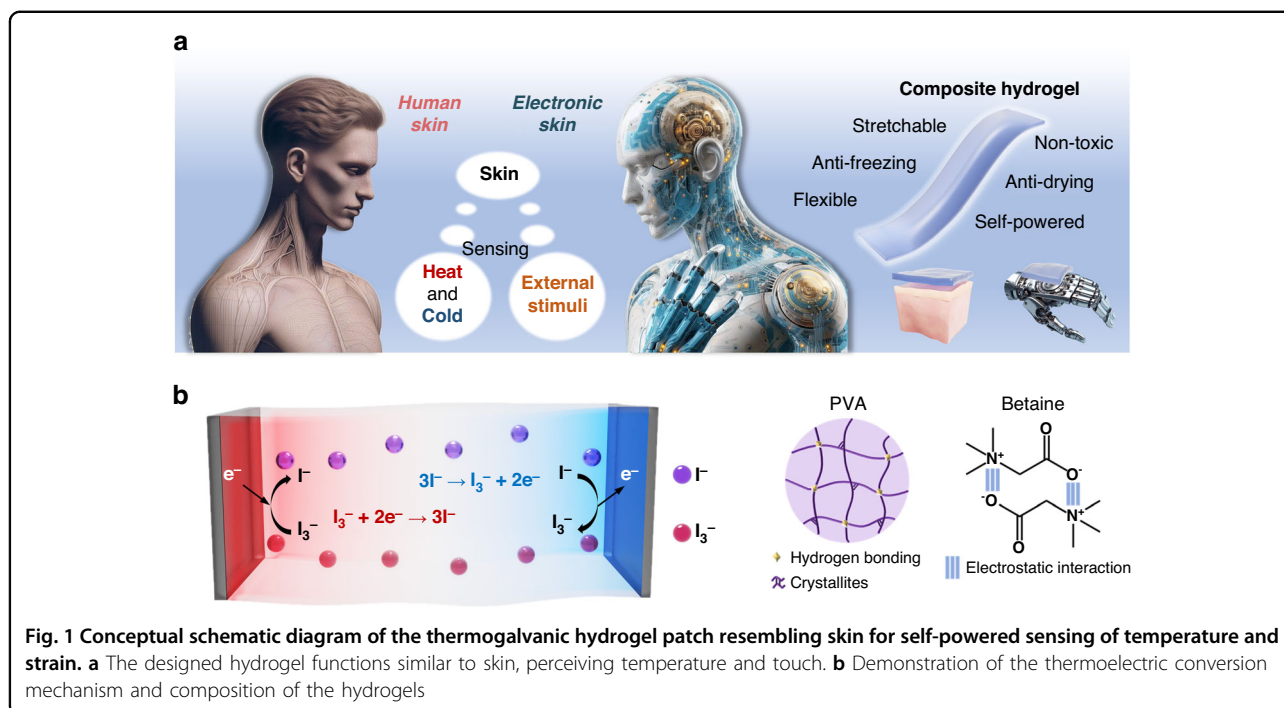 a
Human
skin
Electronic
skin
Skin
Sensing
Heat
and
Cold
External
stimuli
Composite hydrogel
Stretchable
Non-toxic
Anti-freezing
Anti-drying
Flexible
Self-powered
b
e⁻
I⁻
I₃⁻
3I⁻ → I₃⁻ + 2e⁻
I₃⁻ + 2e⁻ → 3I⁻
I⁻
I₃⁻
e⁻
I⁻
I₃⁻
PVA
Hydrogen bonding
Crystallites
Betaine
N⁺
O
O⁻
⁻O
O
N⁺
Electrostatic interaction
Fig. 1 Conceptual schematic diagram of the thermogalvanic hydrogel patch resembling skin for self-powered sensing of temperature and
strain. a The designed hydrogel functions similar to skin, perceiving temperature and touch. b Demonstration of the thermoelectric conversion
mechanism and composition of the hydrogels